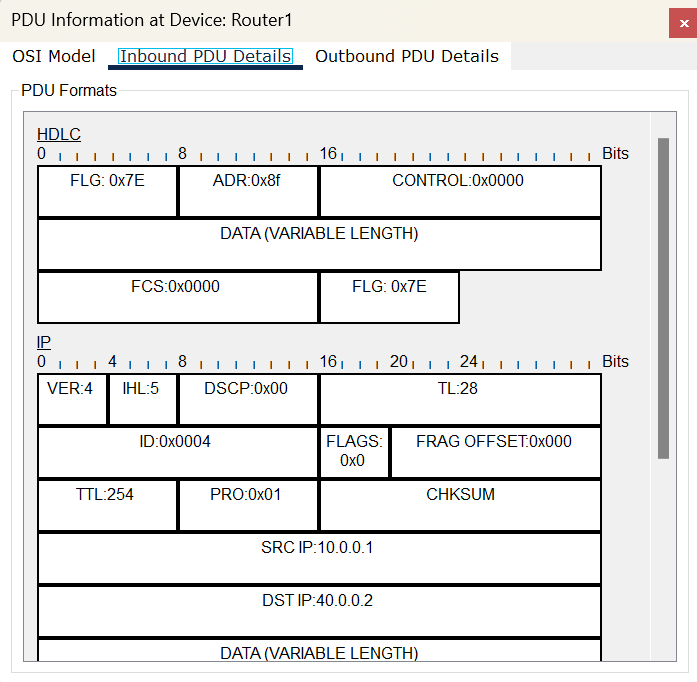 PDU Information at Device: Router1
×
OSI Model Inbound PDU Details Outbound PDU Details
PDU Formats
HDLC
0 8 16 Bits
FLG: 0x7E ADR:0x8f CONTROL:0x0000
DATA (VARIABLE LENGTH)
FCS:0x0000 FLG: 0x7E
IP
0 4 8 16 20 24 Bits
VER:4 IHL:5 DSCP:0x00 TL:28
ID:0x0004 FLAGS: FRAG OFFSET:0x000
0x0
TTL:254 PRO:0x01 CHKSUM
SRC IP:10.0.0.1
DST IP:40.0.0.2
DATA (VARIABLE LENGTH)